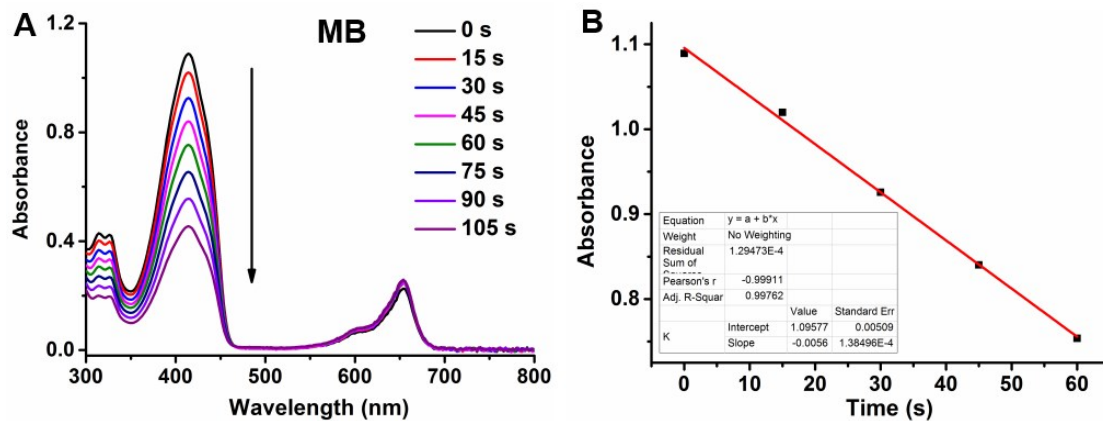 A
MB
0 s
15 s
30 s
45 s
60 s
75 s
90 s
105 s
1.2
0.8
0.4
0.0
Absorbance
300 400 500 600 700 800
Wavelength (nm)
B
1.1
1.0
0.9
0.8
Absorbance
Equation y = a + b*x
Weight No Weighting
Residual 1.29473E-4
Sum of
Pearson's r -0.99911
Adj. R-Squar 0.99762
Value Standard Err
K
Intercept 1.09577 0.00509
Slope -0.0056 1.38496E-4
0 10 20 30 40 50 60
Time (s)